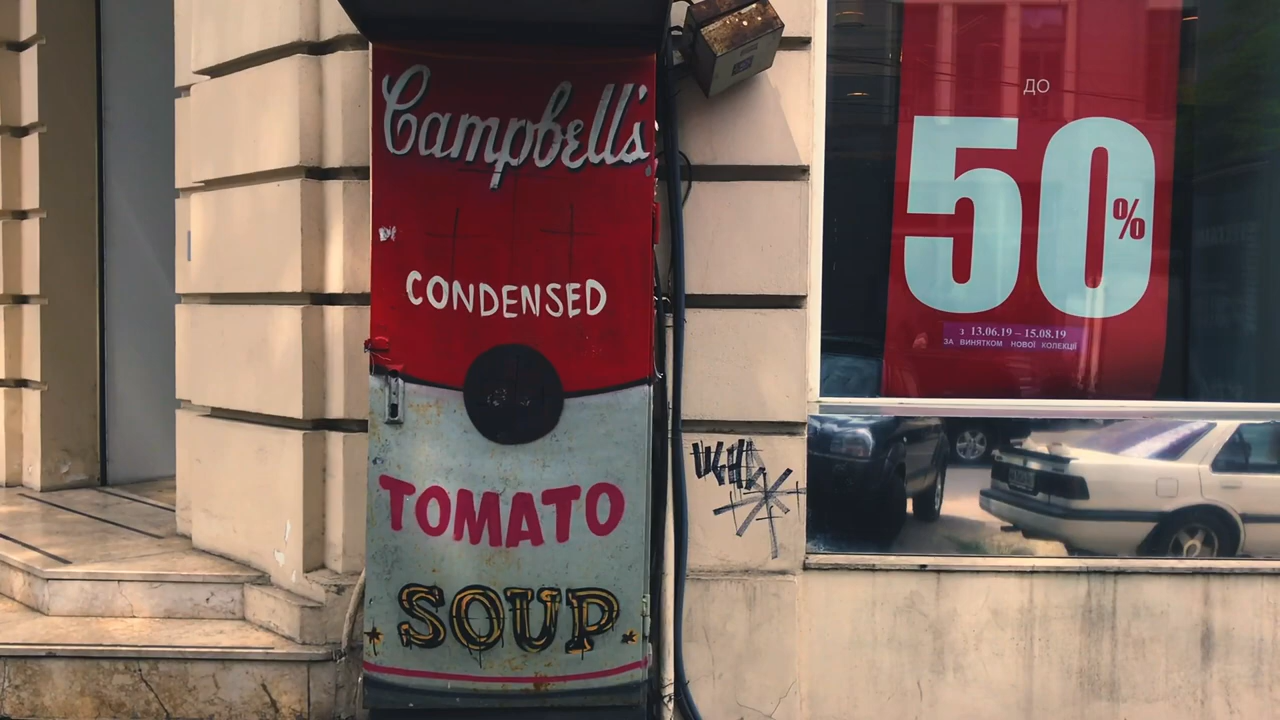 Campbell's
CONDENSED
TOMATO
SOUP
ДО
50%
з 13.06.19 – 15.08.19
ЗА ВИНЯТКОМ НОВОЇ КОЛЕКЦІЇ